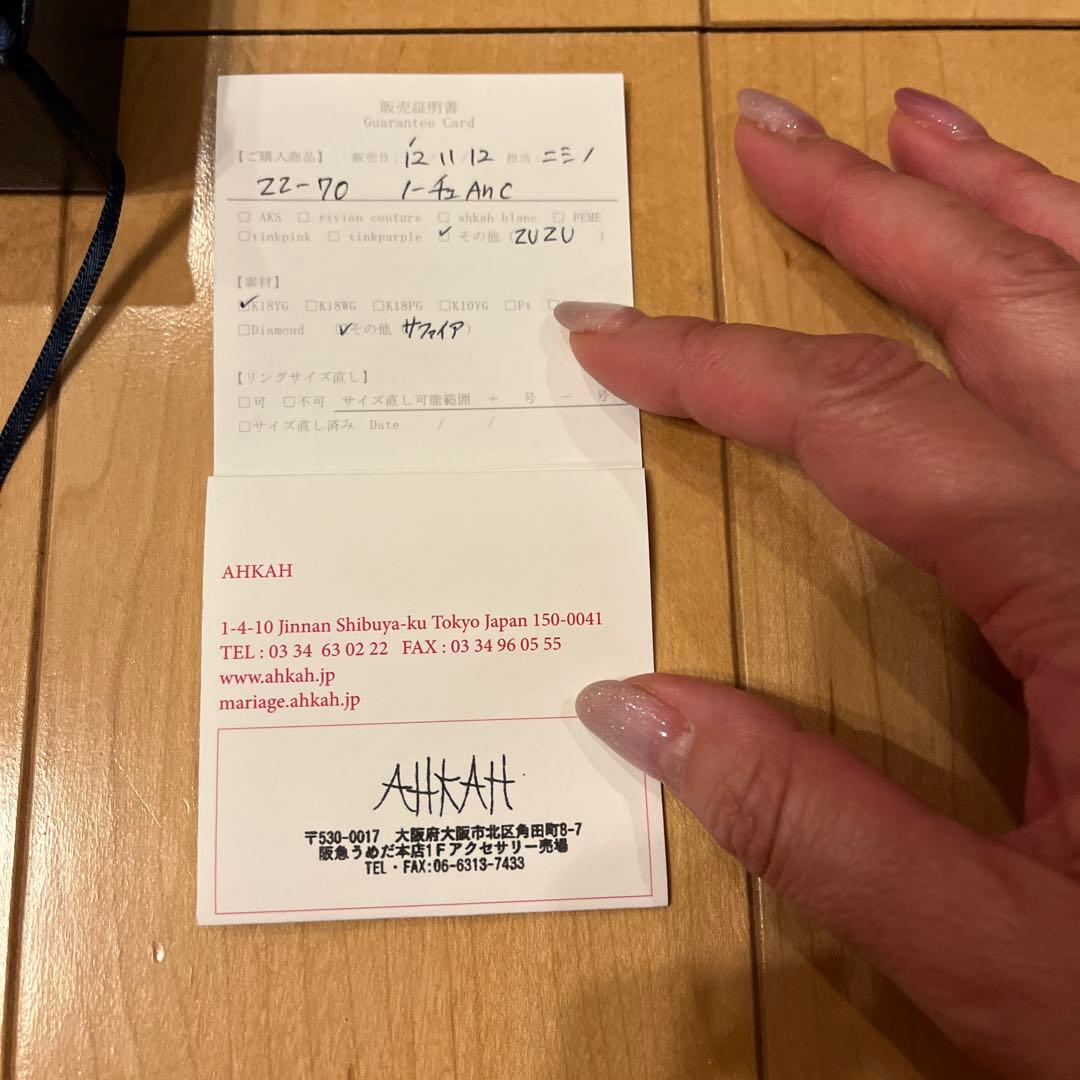 販売証明書
Guarantee Card
【ご購入商品】 販売日: '12/11/12 担当:ニシノ
ZZ-70 ノーチェ An C
□ AKS □ vivian couture □ ahkah blanc □ PEME
□tinkpink □ tinkpurple ☑ その他 (ZUZU )
【素材】
☑K18YG □K18WG □K18PG □K10YG □Pt □
□Diamond ☑その他 サファイア)
【リングサイズ直し】
□可 □不可 サイズ直し可能範囲 + 号 − 号
□サイズ直し済み Date / /
AHKAH
1-4-10 Jinnan Shibuya-ku Tokyo Japan 150-0041
TEL : 03 34 63 02 22 FAX : 03 34 96 05 55
www.ahkah.jp
mariage.ahkah.jp
AHKAH
〒530-0017 大阪府大阪市北区角田町8-7
阪急うめだ本店1Fアクセサリー売場
TEL・FAX:06-6313-7433